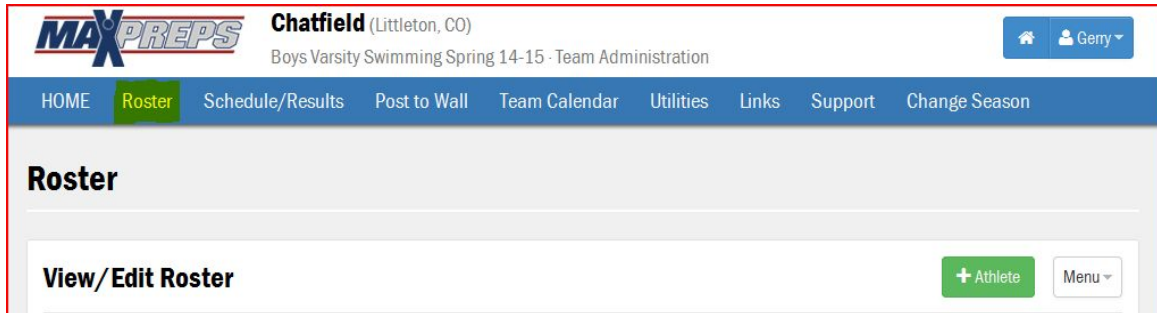 MAXPREPS
Chatfield (Littleton, CO)
Boys Varsity Swimming Spring 14-15 · Team Administration
Gerry
HOME Roster Schedule/Results Post to Wall Team Calendar Utilities Links Support Change Season
Roster
View/Edit Roster
+ Athlete
Menu